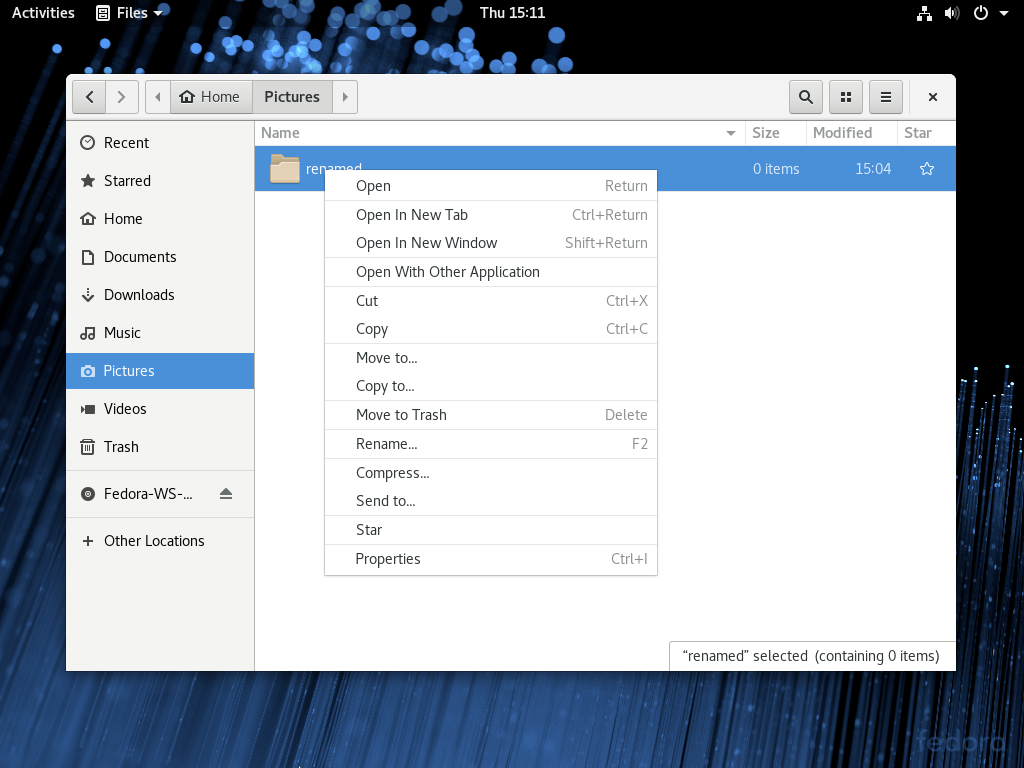 Activities Files Thu 15:11
Home Pictures
Name Size Modified Star
Recent
Starred
Home
Documents
Downloads
Music
Pictures
Videos
Trash
Fedora-WS-...
Other Locations
renamed 0 items 15:04
Open Return
Open In New Tab Ctrl+Return
Open In New Window Shift+Return
Open With Other Application
Cut Ctrl+X
Copy Ctrl+C
Move to...
Copy to...
Move to Trash Delete
Rename... F2
Compress...
Send to...
Star
Properties Ctrl+I
“renamed” selected (containing 0 items)
fedora